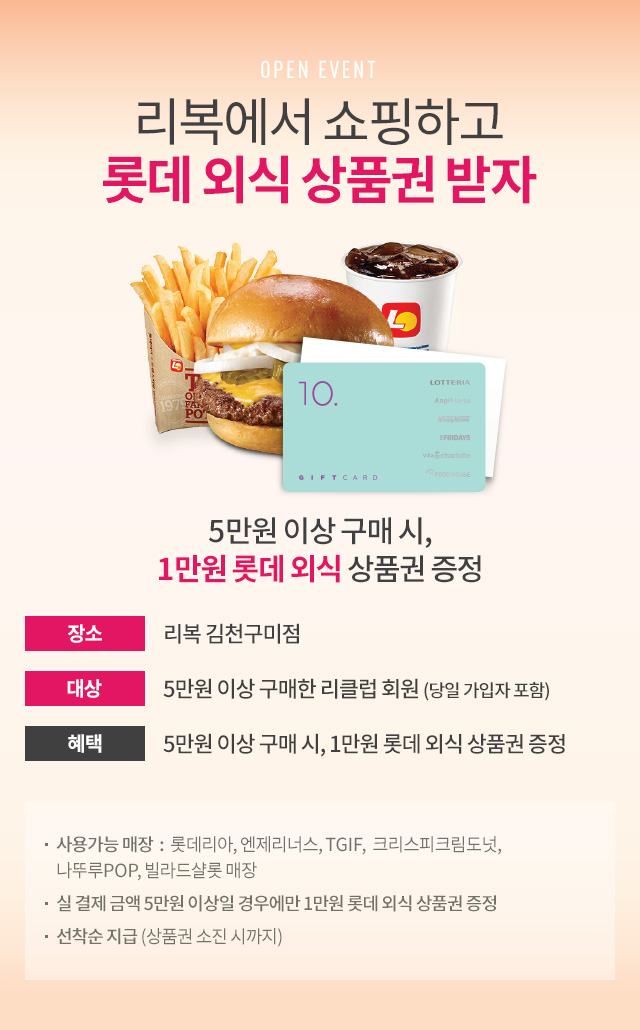 OPEN EVENT
리복에서 쇼핑하고
롯데 외식 상품권 받자
10.
LOTTERIA
FRIDAYS
villa charlotte
GIFTCARD
5만원 이상 구매 시,
1만원 롯데 외식 상품권 증정
장소 리복 김천구미점
대상 5만원 이상 구매한 리클럽 회원 (당일 가입자 포함)
혜택 5만원 이상 구매 시, 1만원 롯데 외식 상품권 증정
· 사용가능 매장 : 롯데리아, 엔제리너스, TGIF, 크리스피크림도넛,
나뚜루POP, 빌라드샬롯 매장
· 실 결제 금액 5만원 이상일 경우에만 1만원 롯데 외식 상품권 증정
· 선착순 지급 (상품권 소진 시까지)